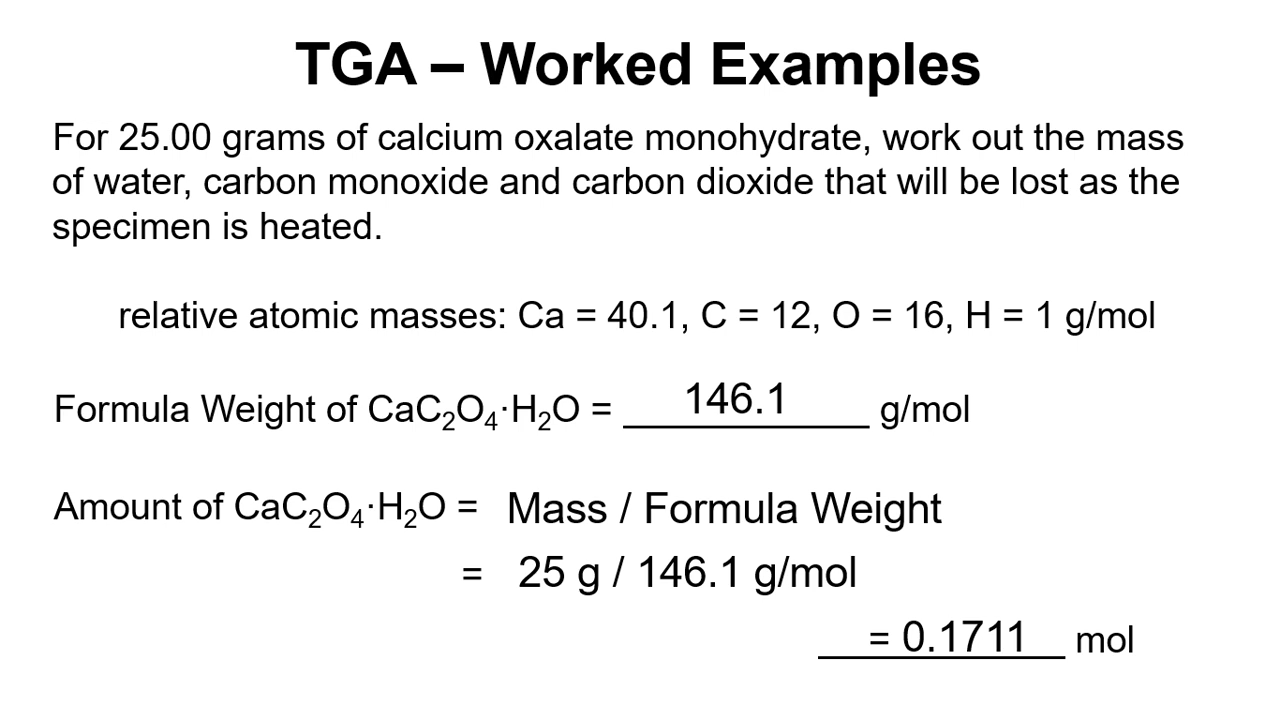 TGA – Worked Examples
For 25.00 grams of calcium oxalate monohydrate, work out the mass
of water, carbon monoxide and carbon dioxide that will be lost as the
specimen is heated.
relative atomic masses: Ca = 40.1, C = 12, O = 16, H = 1 g/mol
Formula Weight of CaC₂O₄·H₂O = 146.1 g/mol
Amount of CaC₂O₄·H₂O = Mass / Formula Weight
= 25 g / 146.1 g/mol
= 0.1711 mol